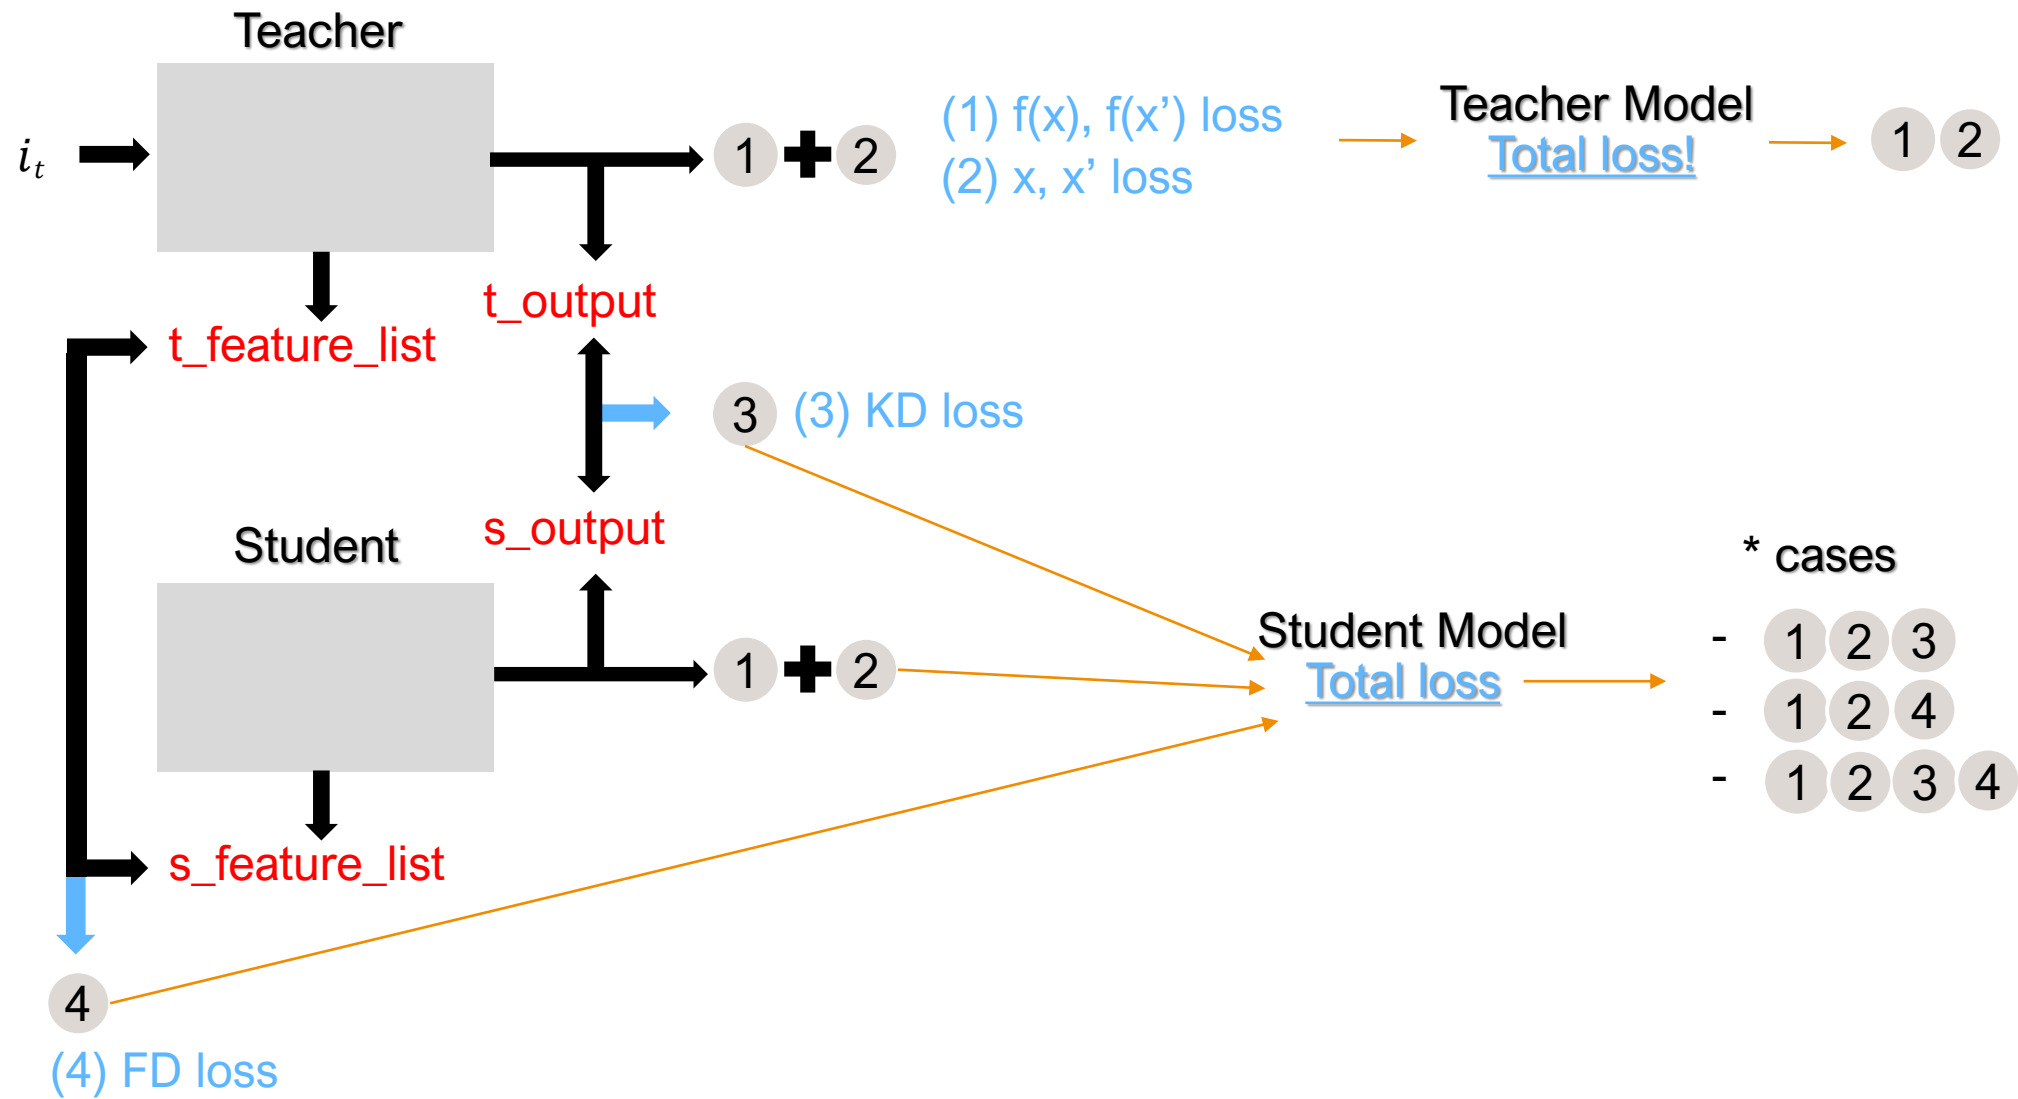 Teacher
i_t
1 + 2
(1) f(x), f(x’) loss
(2) x, x’ loss
Teacher Model
Total loss!
1 2
t_output
t_feature_list
3
(3) KD loss
s_output
Student
1 + 2
Student Model
Total loss
* cases
- 1 2 3
- 1 2 4
- 1 2 3 4
s_feature_list
4
(4) FD loss